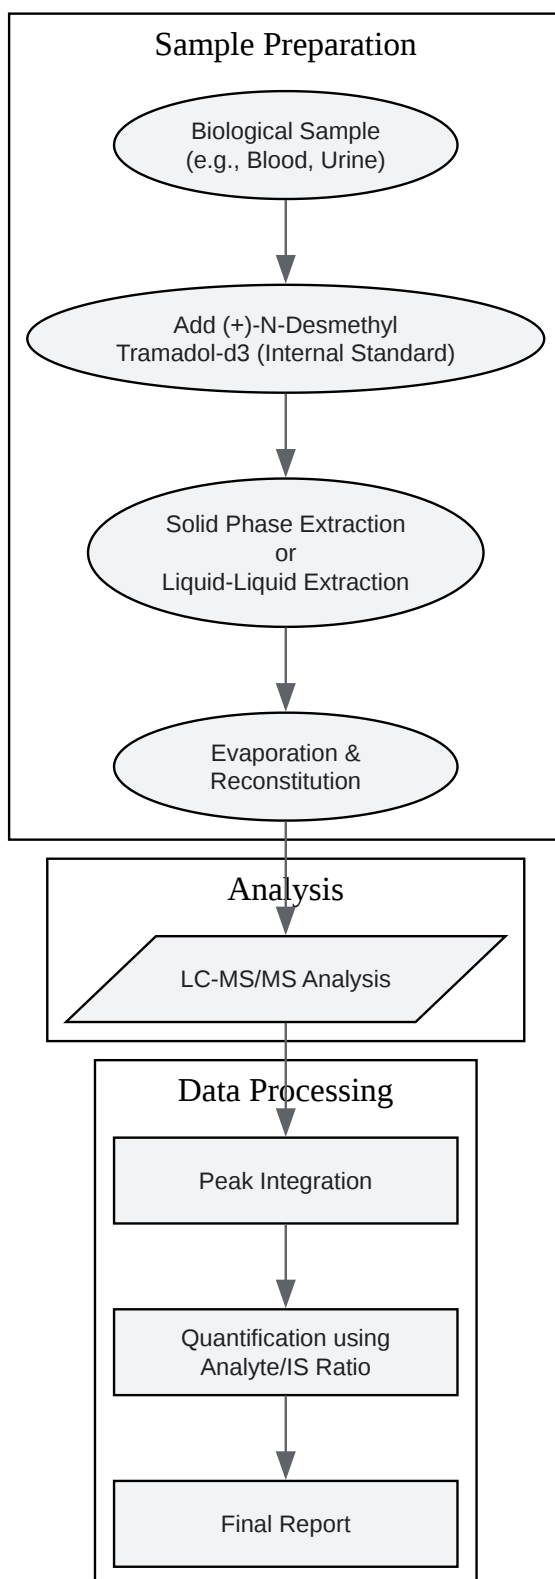 Sample Preparation
Biological Sample
(e.g., Blood, Urine)
Add (+)-N-Desmethyl
Tramadol-d3 (Internal Standard)
Solid Phase Extraction
or
Liquid-Liquid Extraction
Evaporation &
Reconstitution
Analysis
LC-MS/MS Analysis
Data Processing
Peak Integration
Quantification using
Analyte/IS Ratio
Final Report